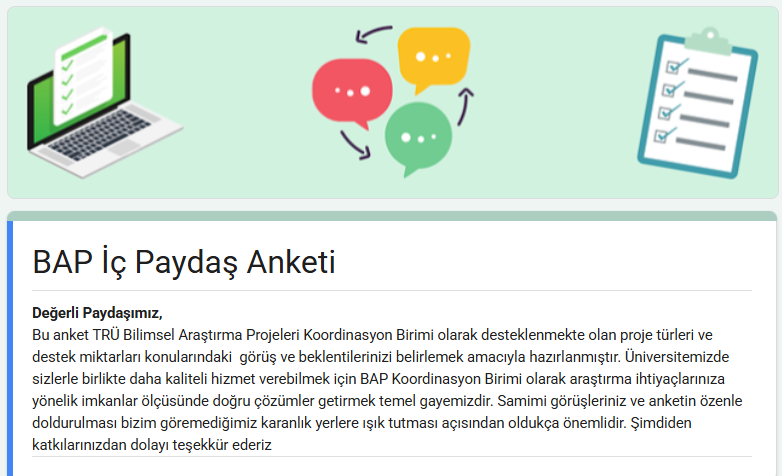 BAP İç Paydaş Anketi
Değerli Paydaşımız,
Bu anket TRÜ Bilimsel Araştırma Projeleri Koordinasyon Birimi olarak desteklenmekte olan proje türleri ve
destek miktarları konularındaki  görüş ve beklentilerinizi belirlemek amacıyla hazırlanmıştır. Üniversitemizde
sizlerle birlikte daha kaliteli hizmet verebilmek için BAP Koordinasyon Birimi olarak araştırma ihtiyaçlarınıza
yönelik imkanlar ölçüsünde doğru çözümler getirmek temel gayemizdir. Samimi görüşleriniz ve anketin özenle
doldurulması bizim göremediğimiz karanlık yerlere ışık tutması açısından oldukça önemlidir. Şimdiden
katkılarınızdan dolayı teşekkür ederiz